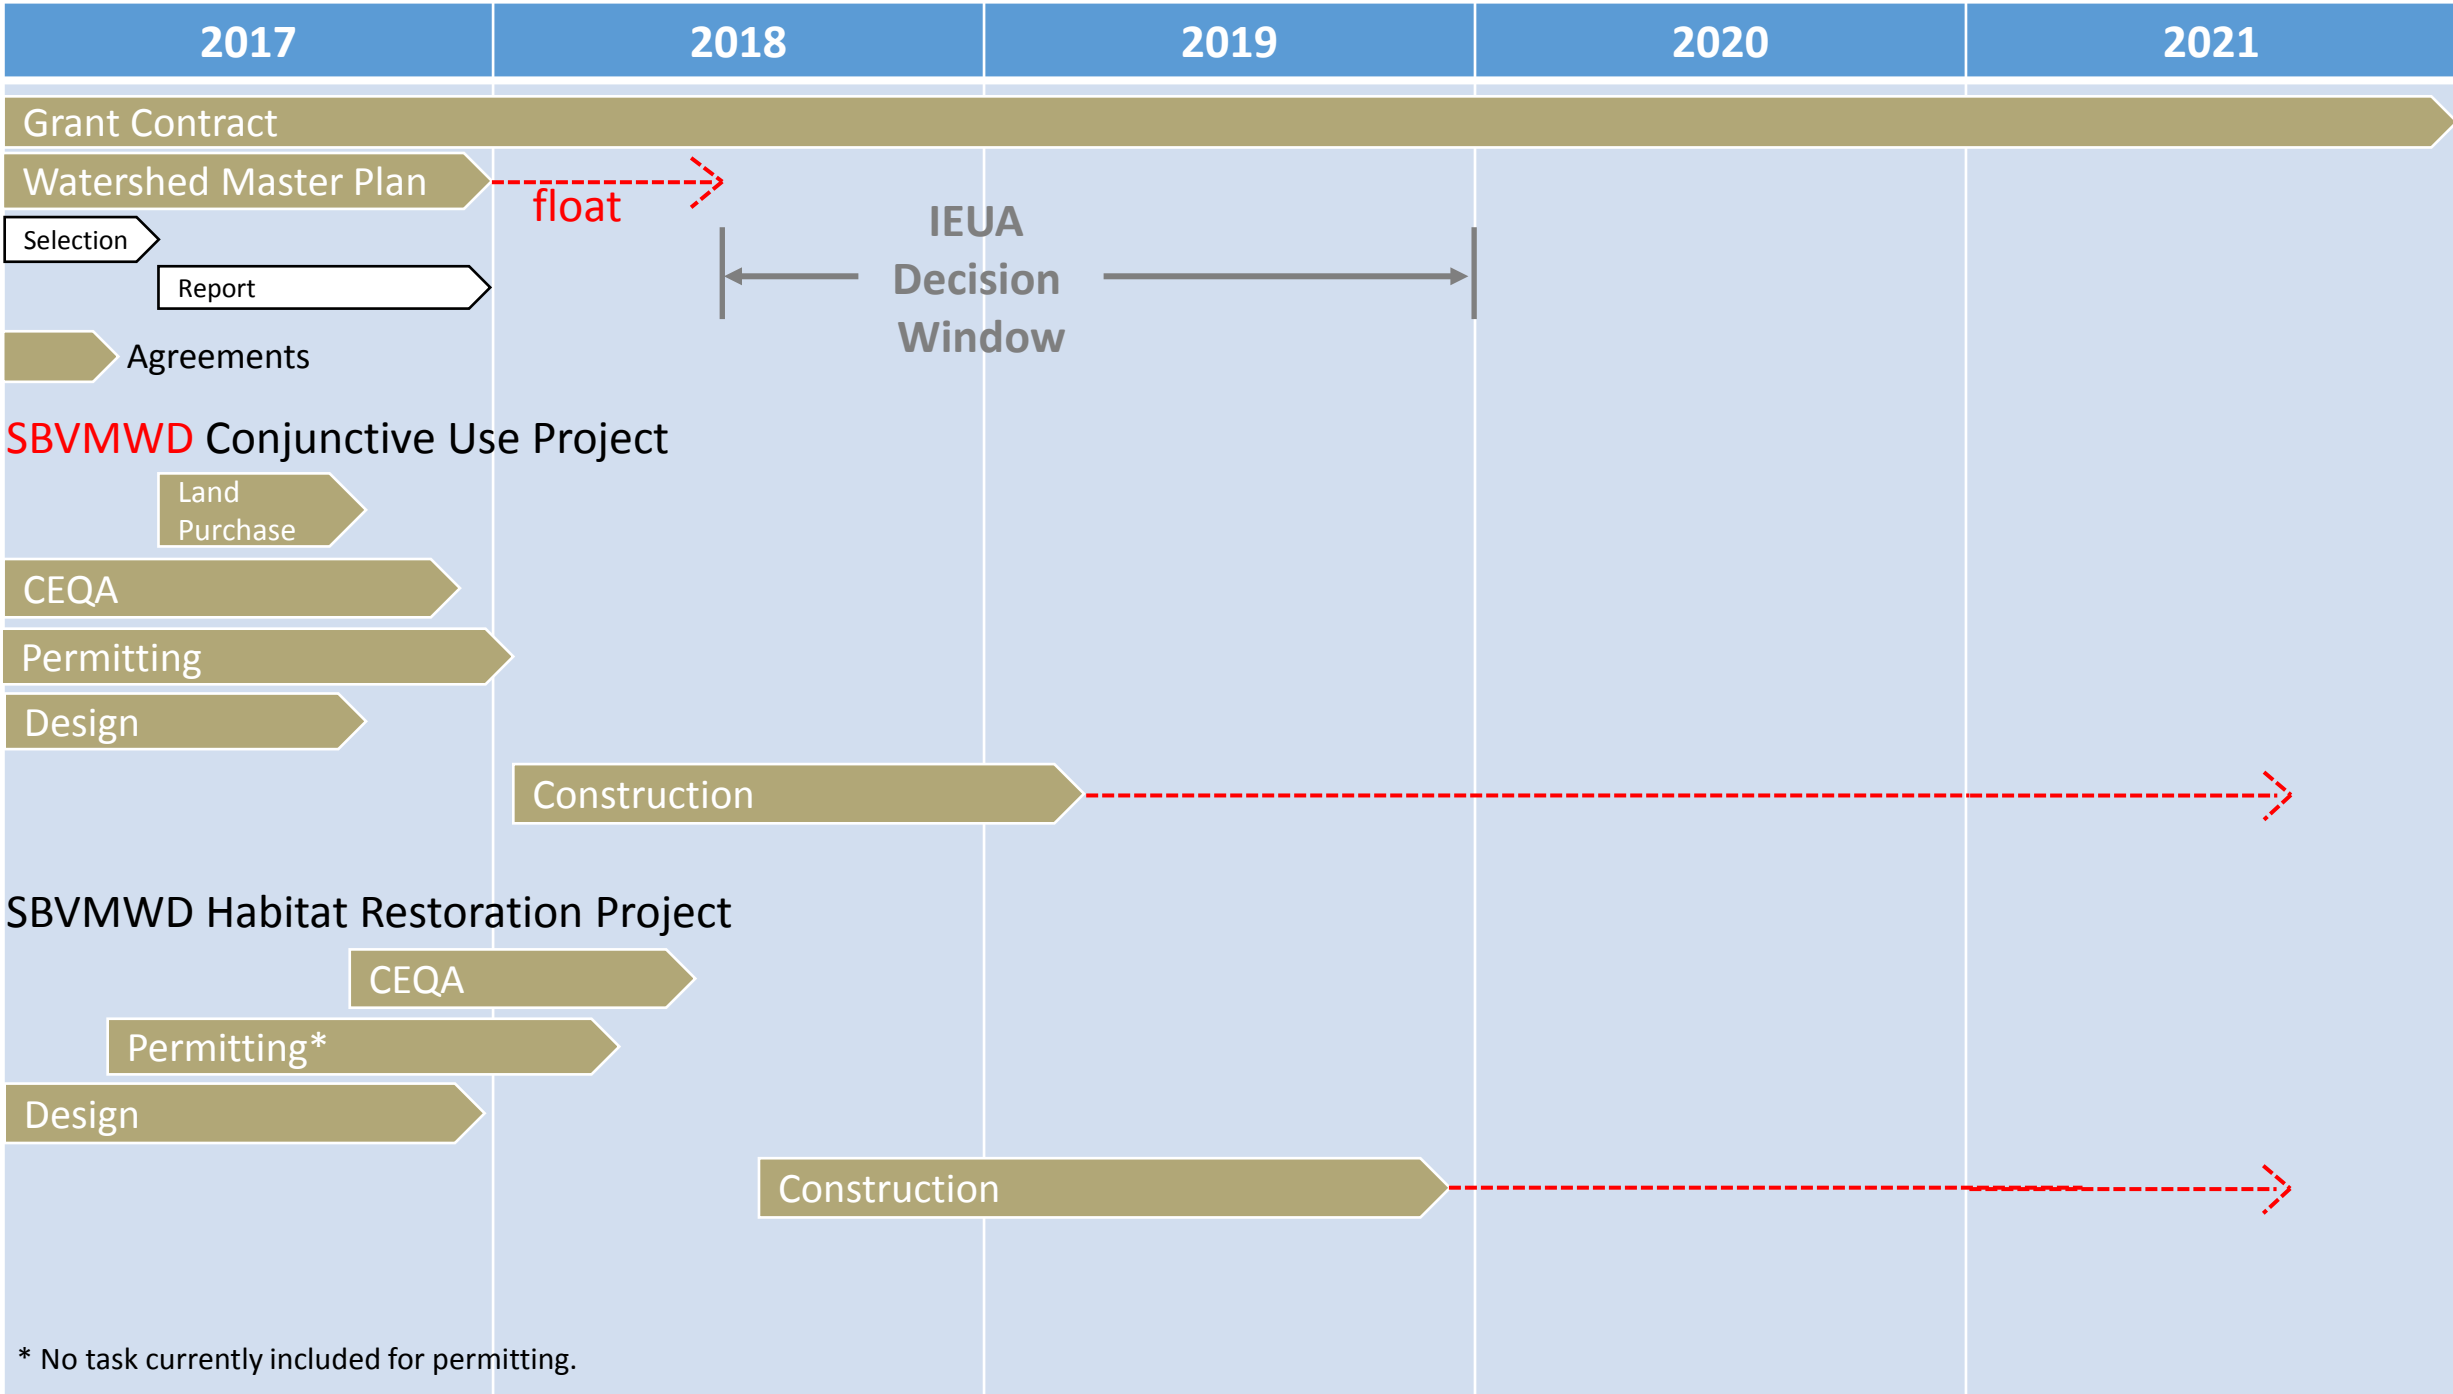 2017 2018 2019 2020 2021
Grant Contract
Watershed Master Plan
float
Selection
Report
IEUA
Decision
Window
Agreements
SBVMWD Conjunctive Use Project
Land
Purchase
CEQA
Permitting
Design
Construction
SBVMWD Habitat Restoration Project
CEQA
Permitting*
Design
Construction
* No task currently included for permitting.